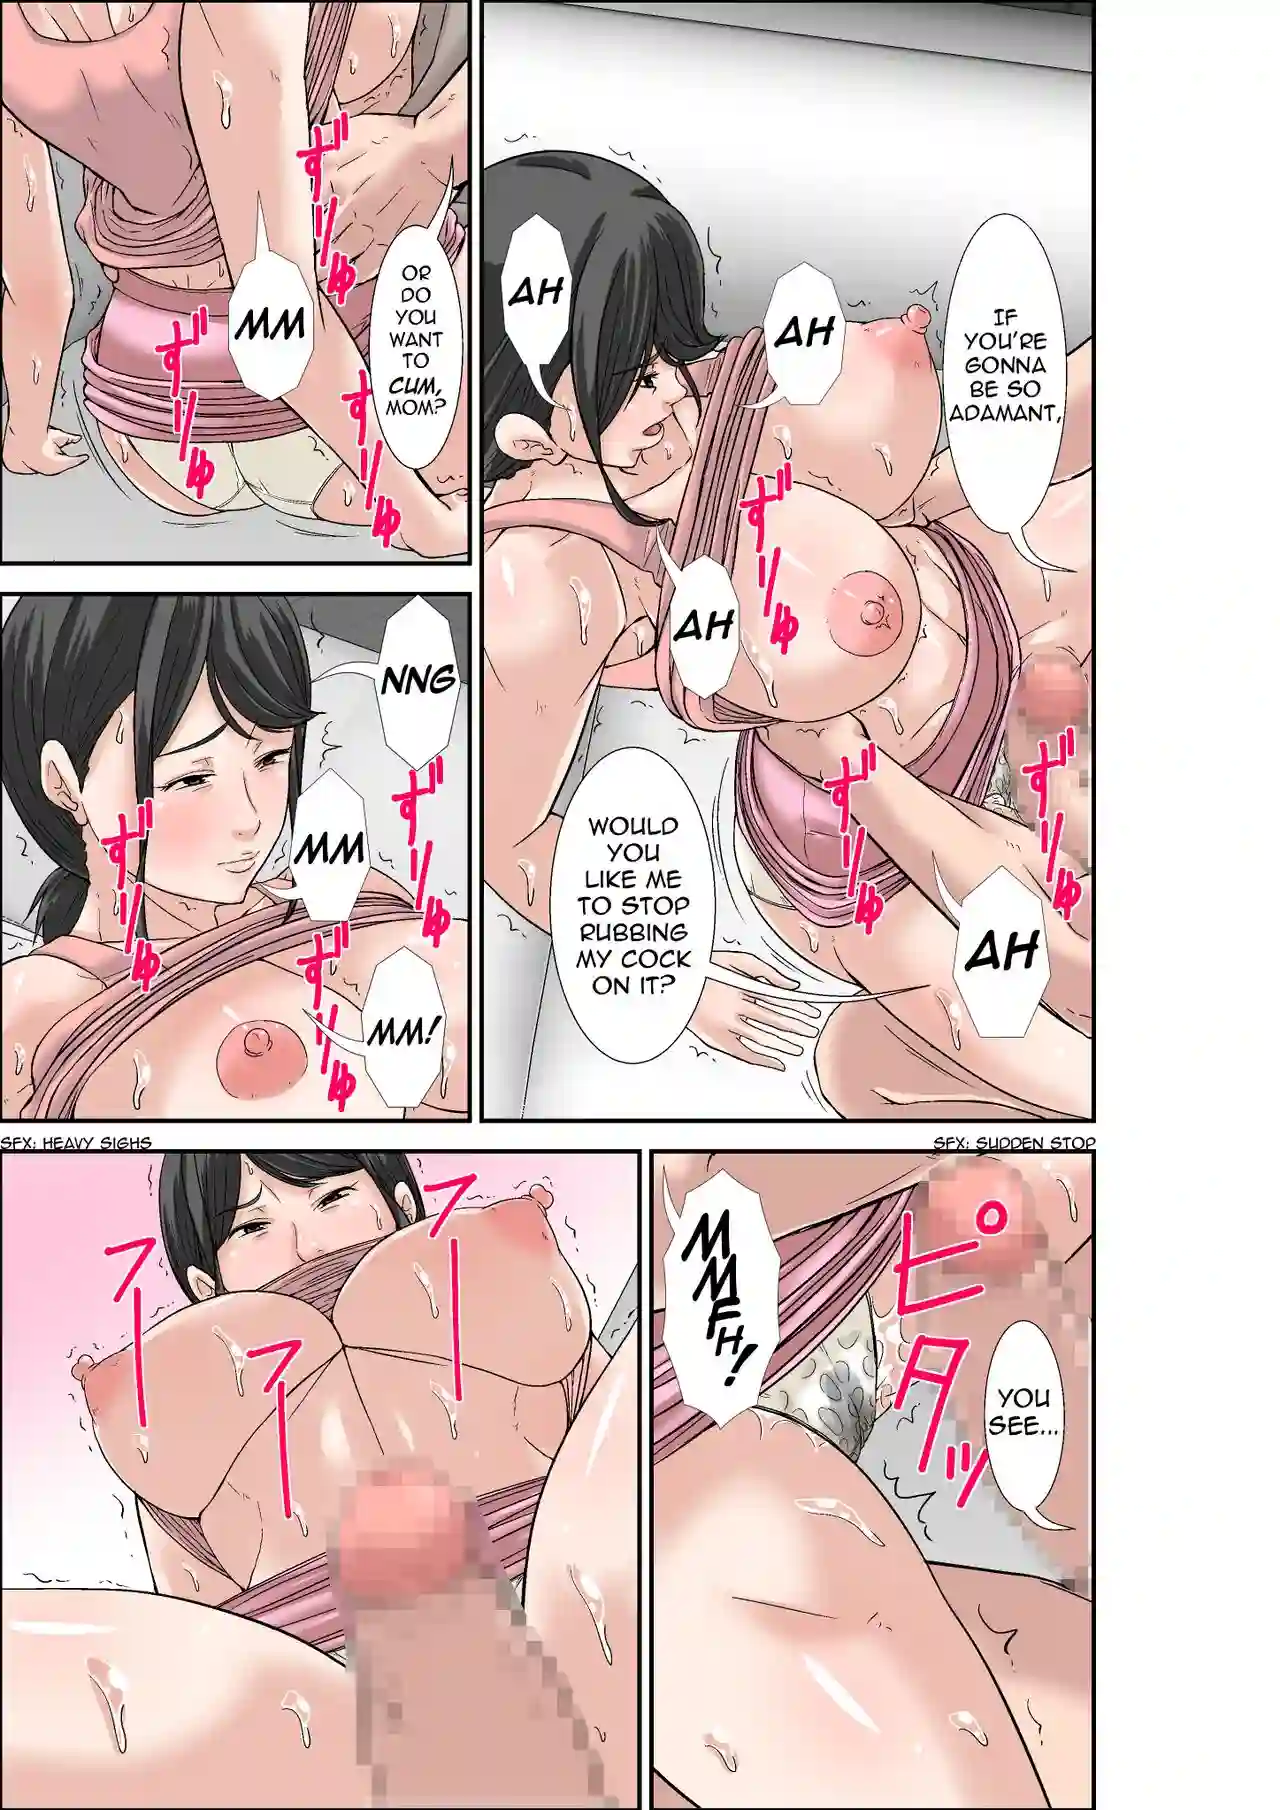 IF
YOU'RE
GONNA
BE SO
ADAMANT,
AH
AH
AH
ずりゅ
WOULD
YOU
LIKE ME
TO STOP
RUBBING
MY COCK
ON IT?
AH
ずりゅ
OR
DO
YOU
WANT
TO
CUM,
MOM?
MM
ずりゅ
ずりゅ
ずりゅ
NNG
MM
MM!
ずりゅ
ずりゅ
ずりゅ
SFX: SUDDEN STOP
MMFH!
ピタッ
YOU
SEE...
SFX: HEAVY SIGHS
フー
フー
フー